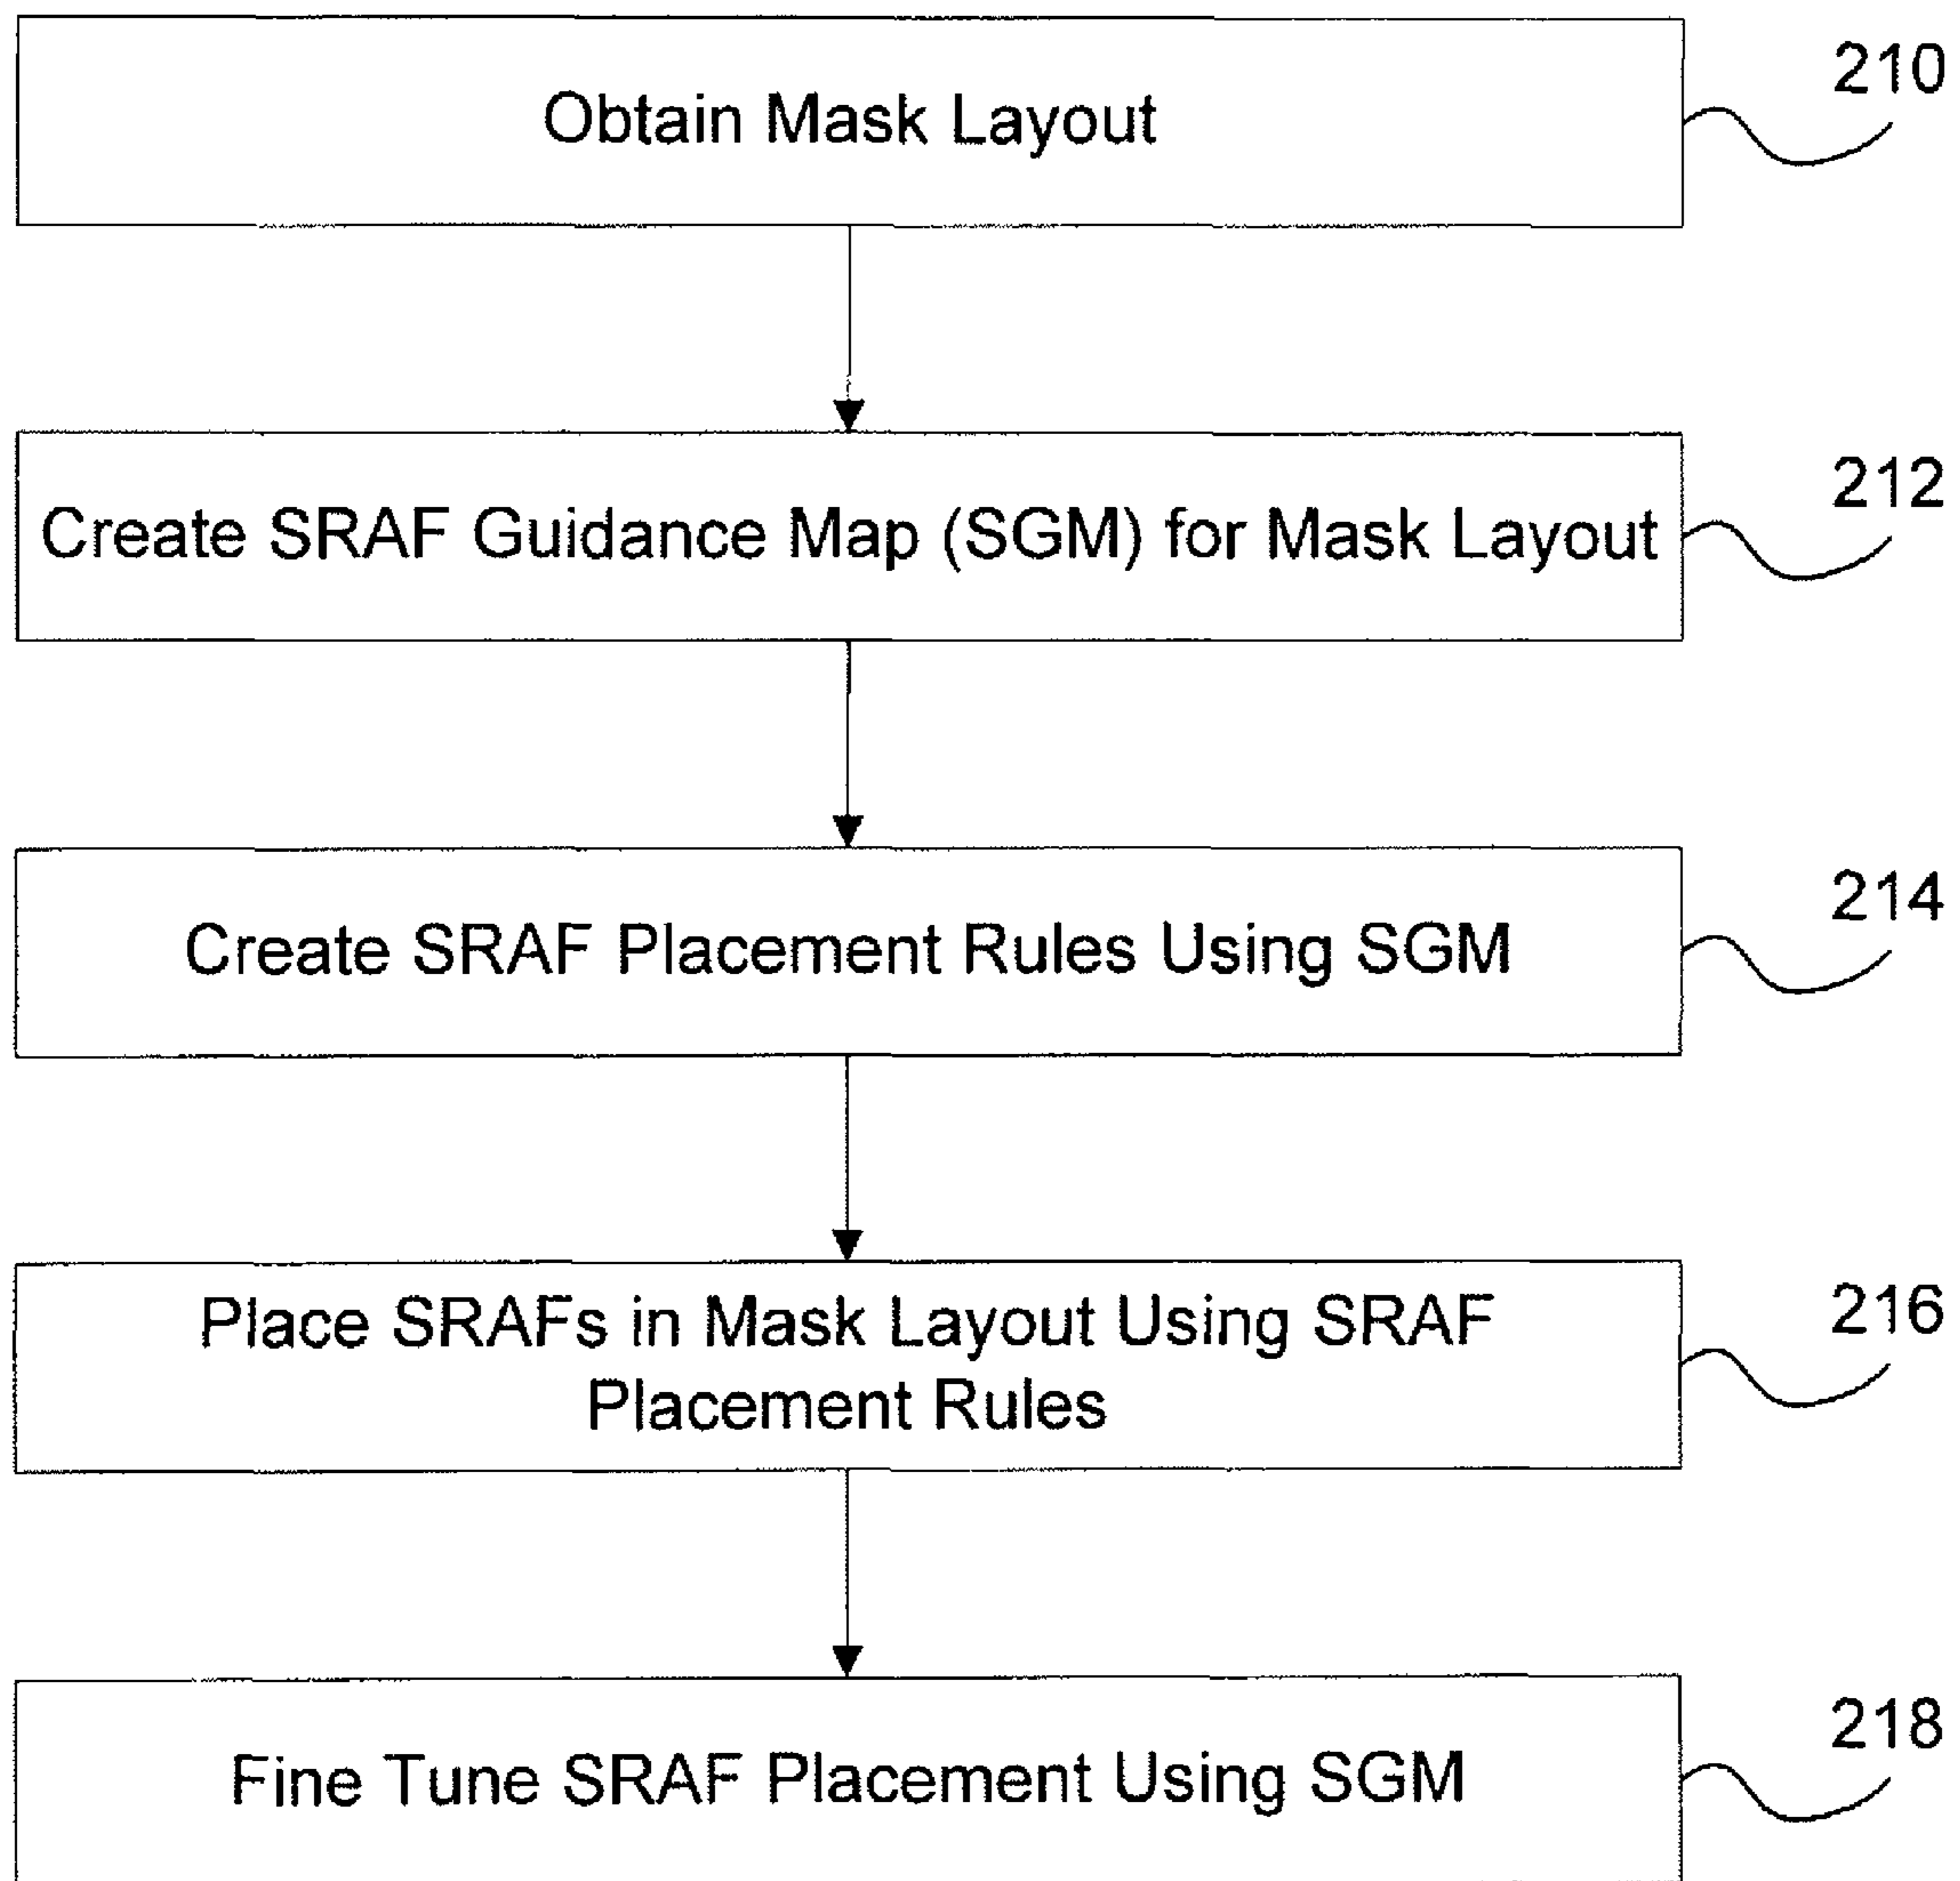 210
Obtain Mask Layout
212
Create SRAF Guidance Map (SGM) for Mask Layout
214
Create SRAF Placement Rules Using SGM
216
Place SRAFs in Mask Layout Using SRAF
Placement Rules
218
Fine Tune SRAF Placement Using SGM